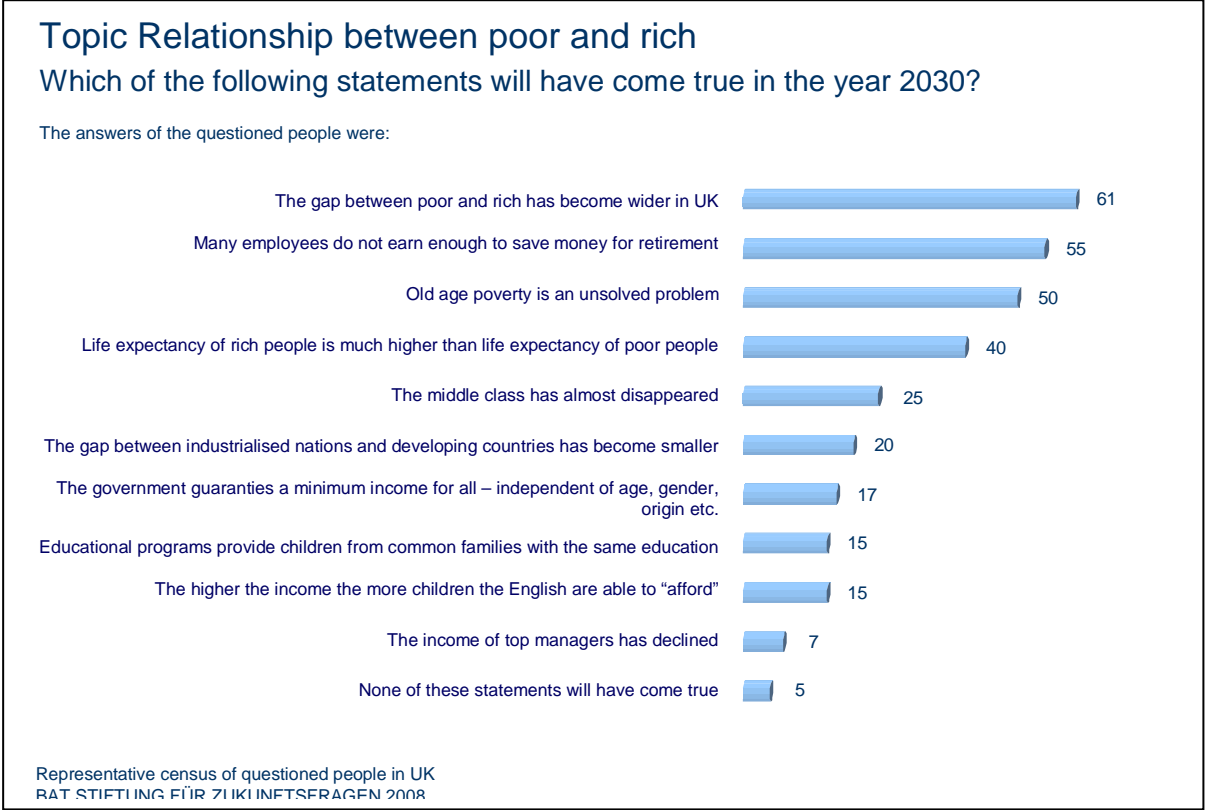 Topic Relationship between poor and rich
Which of the following statements will have come true in the year 2030?
The answers of the questioned people were:
The gap between poor and rich has become wider in UK 61
Many employees do not earn enough to save money for retirement 55
Old age poverty is an unsolved problem 50
Life expectancy of rich people is much higher than life expectancy of poor people 40
The middle class has almost disappeared 25
The gap between industrialised nations and developing countries has become smaller 20
The government guaranties a minimum income for all – independent of age, gender,
origin etc. 17
Educational programs provide children from common families with the same education 15
The higher the income the more children the English are able to “afford” 15
The income of top managers has declined 7
None of these statements will have come true 5
Representative census of questioned people in UK
BAT STIFTUNG FÜR ZUKUNFTSFRAGEN 2008